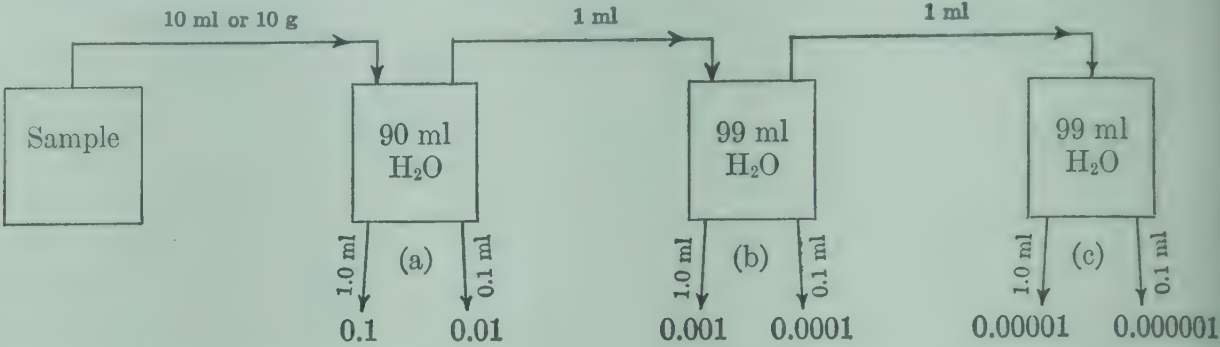 10 ml or 10 g
1 ml
1 ml
Sample
90 ml
H₂O
99 ml
H₂O
99 ml
H₂O
1.0 ml
(a)
0.1 ml
1.0 ml
(b)
0.1 ml
1.0 ml
(c)
0.1 ml
0.1
0.01
0.001
0.0001
0.00001
0.000001